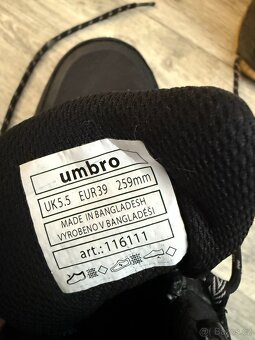 umbro
UK5.5 EUR39 259mm
MADE IN BANGLADESH
VYROBENO V BANGLADÉŠI
art.:116111